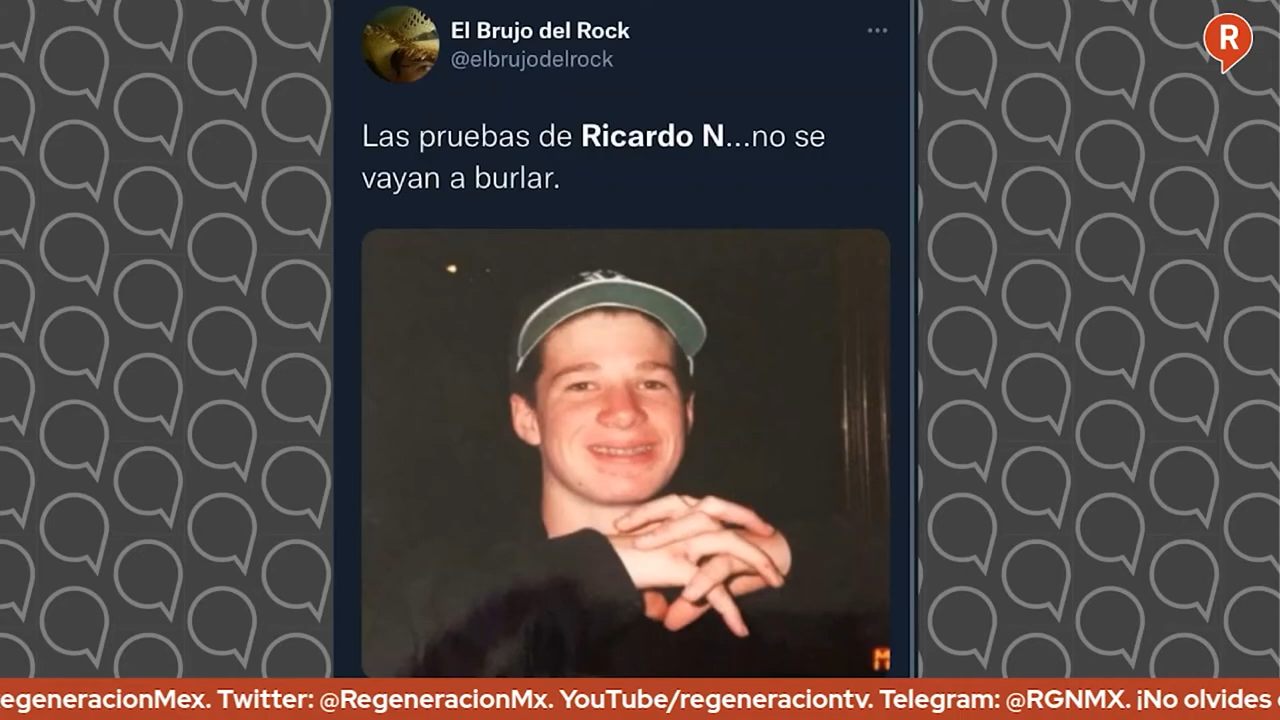 El Brujo del Rock
@elbrujodelrock
R
Las pruebas de Ricardo N...no se
vayan a burlar.
M
egeneracionMex. Twitter: @RegeneracionMx. YouTube/regeneraciontv. Telegram: @RGNMX. ¡No olvides